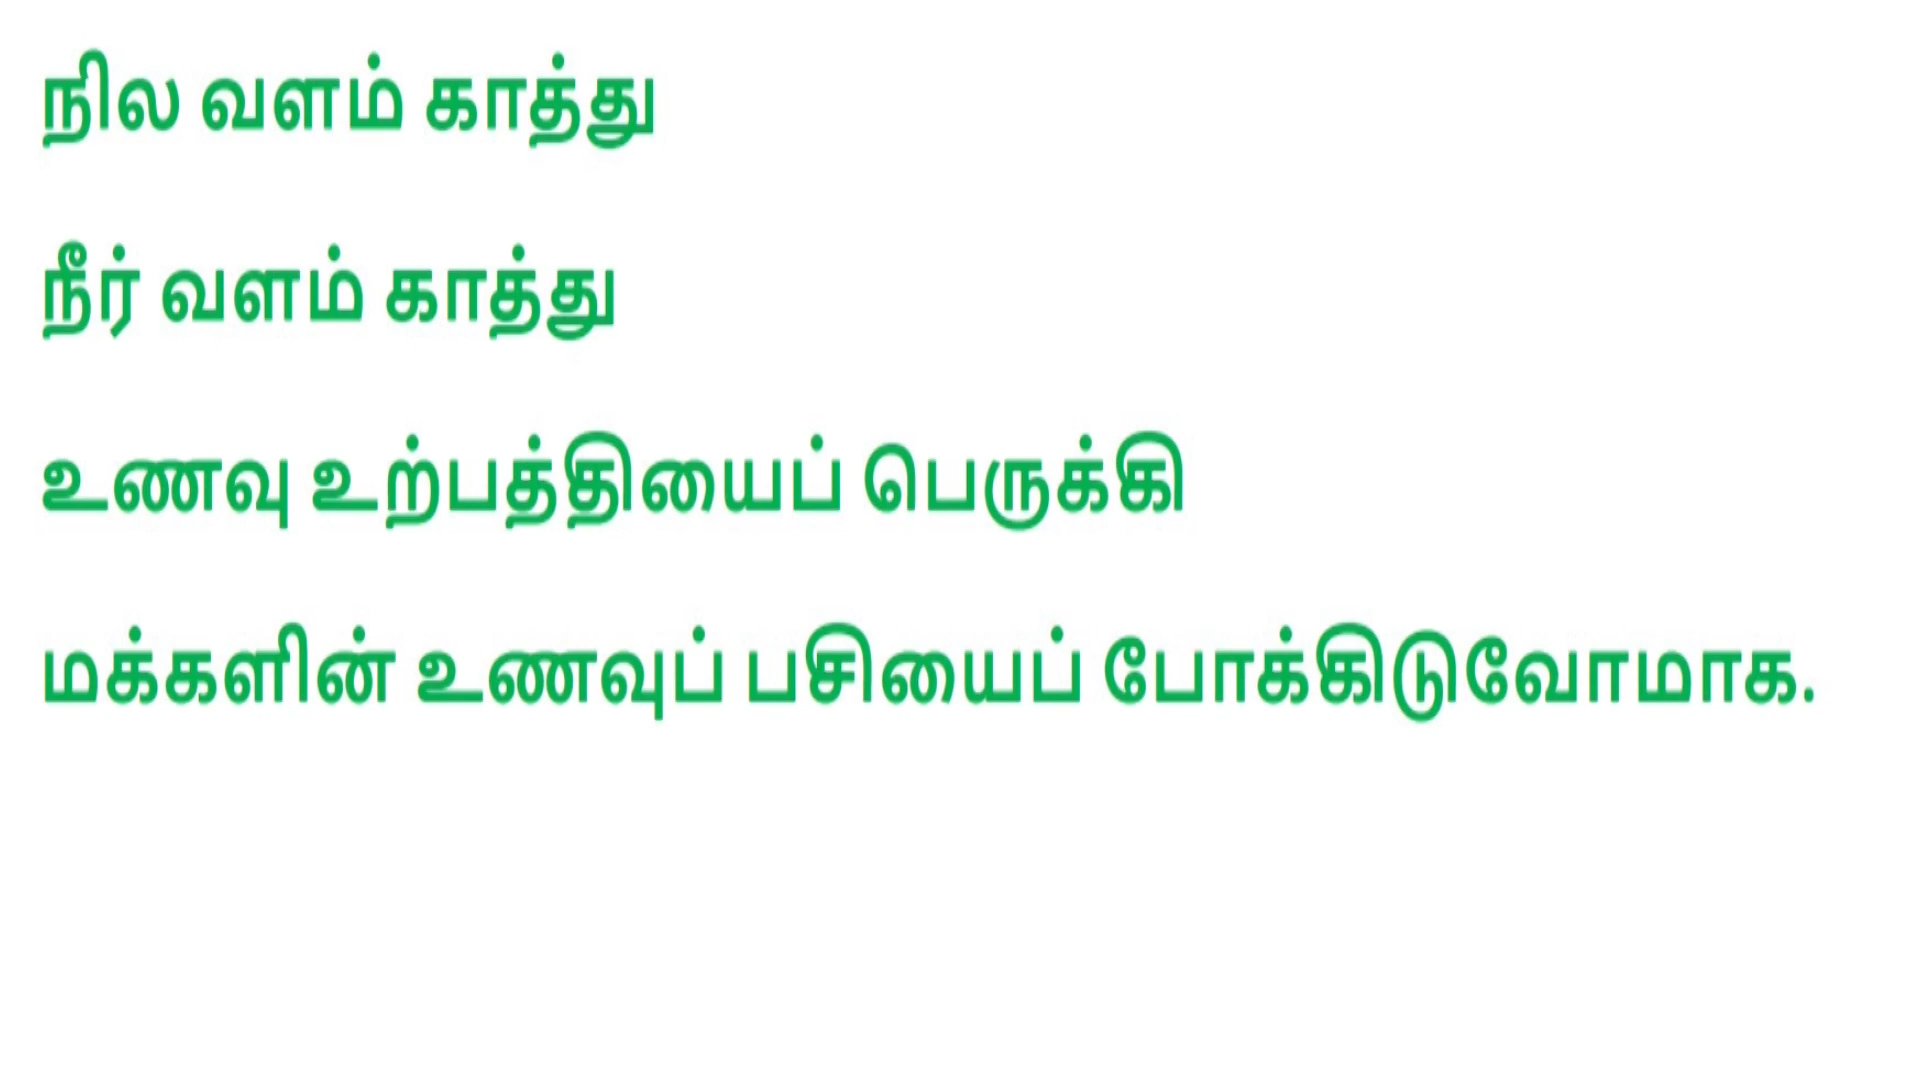 நில வளம் காத்து
நீர் வளம் காத்து
உணவு உற்பத்தியைப் பெருக்கி
மக்களின் உணவுப் பசியைப் போக்கிடுவோமாக.